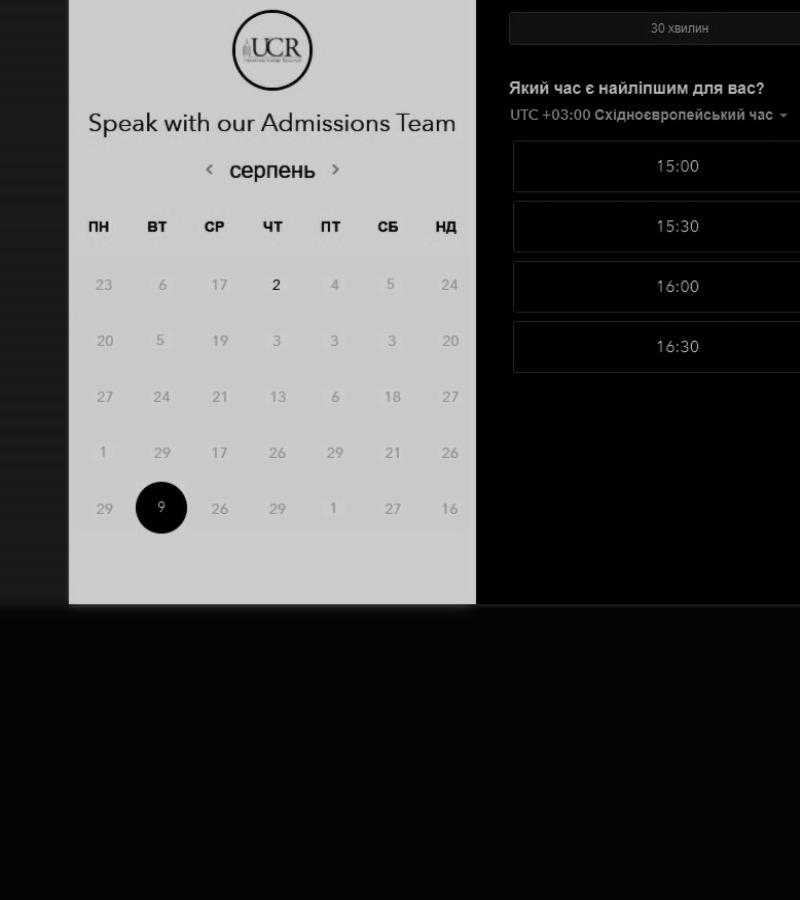 UCR
Speak with our Admissions Team
серпень
ПН ВТ СР ЧТ ПТ СБ НД
23 6 17 2 4 5 24
20 5 19 3 3 3 20
27 24 21 13 6 18 27
1 29 17 26 29 21 26
29 9 26 29 1 27 16
30 хвилин
Який час є найліпшим для вас?
UTC +03:00 Східноєвропейський час
15:00
15:30
16:00
16:30